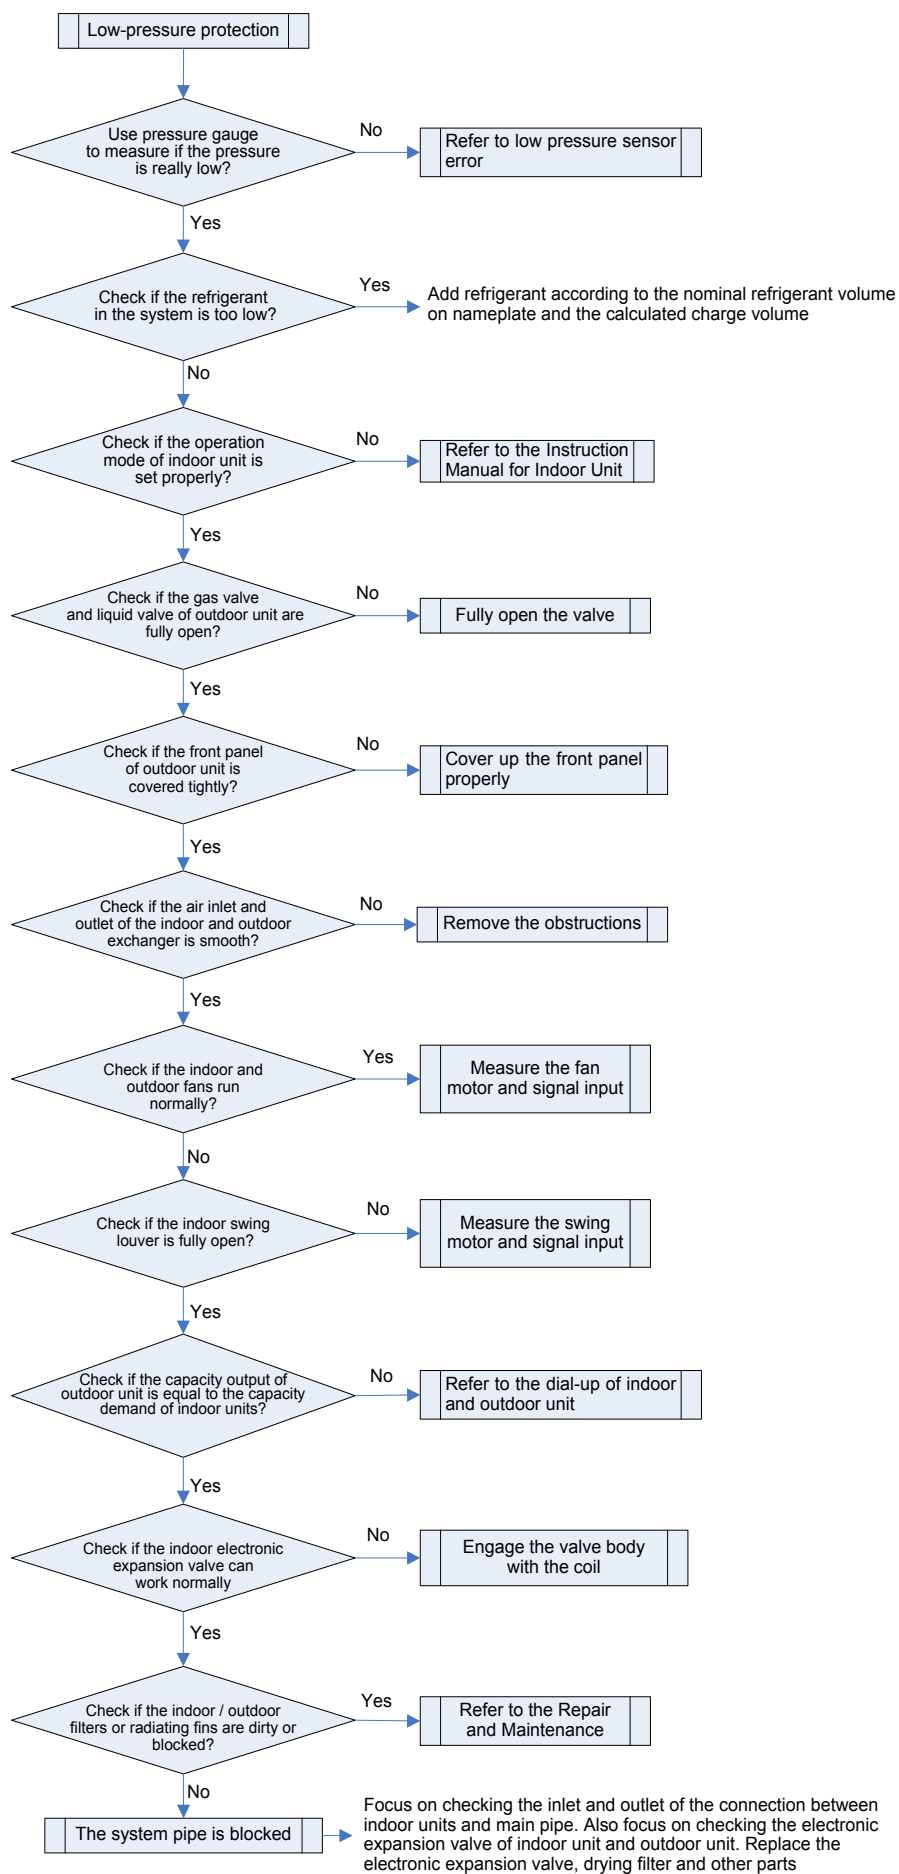 Low-pressure protection
Use pressure gauge
to measure if the pressure
is really low?
No
Refer to low pressure sensor
error
Yes
Check if the refrigerant
in the system is too low?
Yes
Add refrigerant according to the nominal refrigerant volume
on nameplate and the calculated charge volume
No
Check if the operation
mode of indoor unit is
set properly?
No
Refer to the Instruction
Manual for Indoor Unit
Yes
Check if the gas valve
and liquid valve of outdoor unit are
fully open?
No
Fully open the valve
Yes
Check if the front panel
of outdoor unit is
covered tightly?
No
Cover up the front panel
properly
Yes
Check if the air inlet and
outlet of the indoor and outdoor
exchanger is smooth?
No
Remove the obstructions
Yes
Check if the indoor and
outdoor fans run
normally?
Yes
Measure the fan
motor and signal input
No
Check if the indoor swing
louver is fully open?
No
Measure the swing
motor and signal input
Yes
Check if the capacity output of
outdoor unit is equal to the capacity
demand of indoor units?
No
Refer to the dial-up of indoor
and outdoor unit
Yes
Check if the indoor electronic
expansion valve can
work normally
No
Engage the valve body
with the coil
Yes
Check if the indoor / outdoor
filters or radiating fins are dirty or
blocked?
Yes
Refer to the Repair
and Maintenance
No
The system pipe is blocked
Focus on checking the inlet and outlet of the connection between
indoor units and main pipe. Also focus on checking the electronic
expansion valve of indoor unit and outdoor unit. Replace the
electronic expansion valve, drying filter and other parts